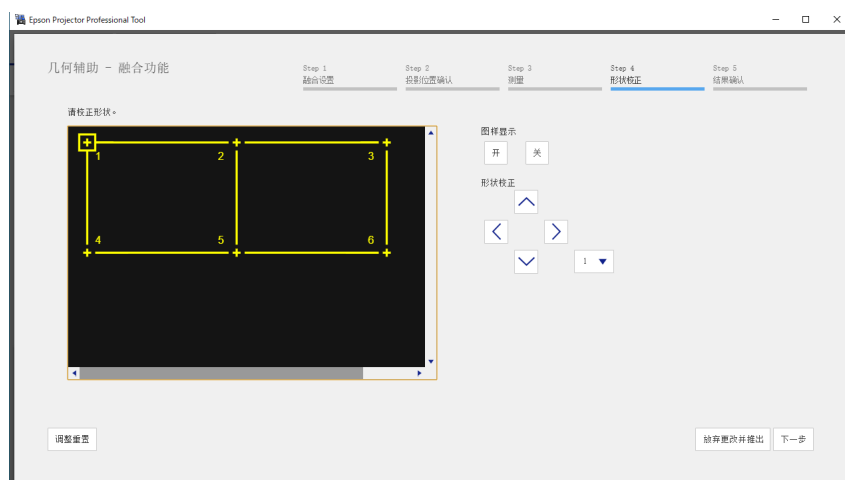 Epson Projector Professional Tool
几何辅助 - 融合功能
Step 1
融合设置
Step 2
投影位置确认
Step 3
测量
Step 4
形状校正
Step 5
结果确认
请校正形状。
1
2
3
4
5
6
图样显示
开
关
形状校正
1
调整重置
放弃更改并推出
下一步